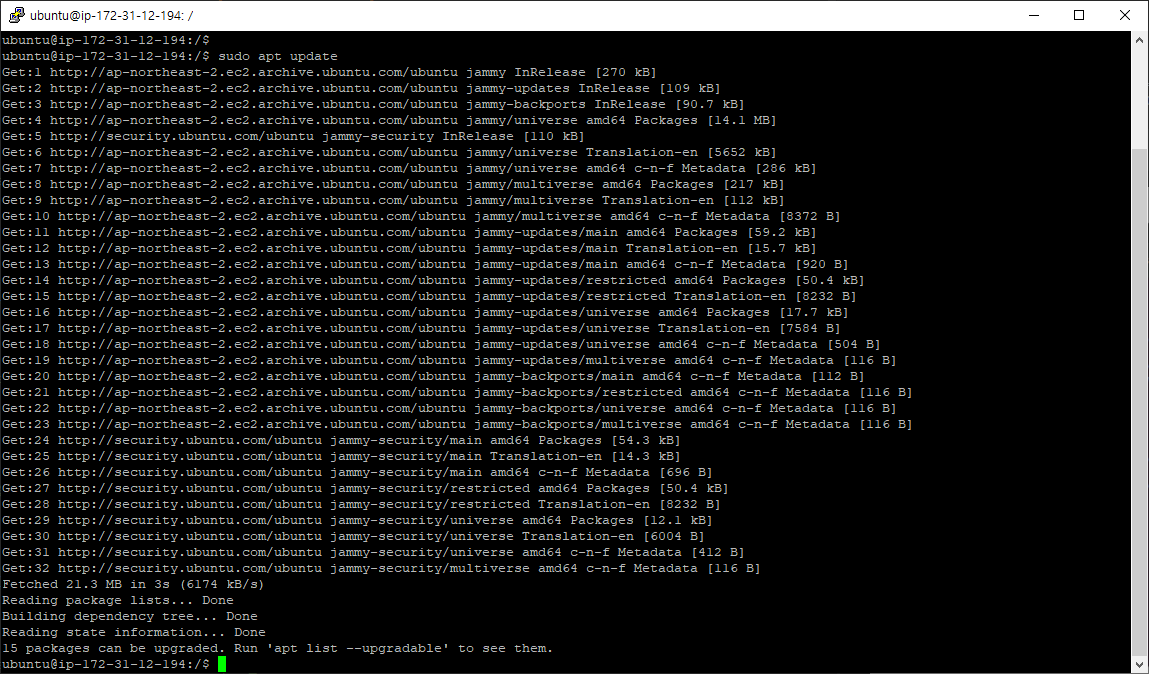 ubuntu@ip-172-31-12-194: /
ubuntu@ip-172-31-12-194:/$
ubuntu@ip-172-31-12-194:/$ sudo apt update
Get:1 http://ap-northeast-2.ec2.archive.ubuntu.com/ubuntu jammy InRelease [270 kB]
Get:2 http://ap-northeast-2.ec2.archive.ubuntu.com/ubuntu jammy-updates InRelease [109 kB]
Get:3 http://ap-northeast-2.ec2.archive.ubuntu.com/ubuntu jammy-backports InRelease [90.7 kB]
Get:4 http://ap-northeast-2.ec2.archive.ubuntu.com/ubuntu jammy/universe amd64 Packages [14.1 MB]
Get:5 http://security.ubuntu.com/ubuntu jammy-security InRelease [110 kB]
Get:6 http://ap-northeast-2.ec2.archive.ubuntu.com/ubuntu jammy/universe Translation-en [5652 kB]
Get:7 http://ap-northeast-2.ec2.archive.ubuntu.com/ubuntu jammy/universe amd64 c-n-f Metadata [286 kB]
Get:8 http://ap-northeast-2.ec2.archive.ubuntu.com/ubuntu jammy/multiverse amd64 Packages [217 kB]
Get:9 http://ap-northeast-2.ec2.archive.ubuntu.com/ubuntu jammy/multiverse Translation-en [112 kB]
Get:10 http://ap-northeast-2.ec2.archive.ubuntu.com/ubuntu jammy/multiverse amd64 c-n-f Metadata [8372 B]
Get:11 http://ap-northeast-2.ec2.archive.ubuntu.com/ubuntu jammy-updates/main amd64 Packages [59.2 kB]
Get:12 http://ap-northeast-2.ec2.archive.ubuntu.com/ubuntu jammy-updates/main Translation-en [15.7 kB]
Get:13 http://ap-northeast-2.ec2.archive.ubuntu.com/ubuntu jammy-updates/main amd64 c-n-f Metadata [920 B]
Get:14 http://ap-northeast-2.ec2.archive.ubuntu.com/ubuntu jammy-updates/restricted amd64 Packages [50.4 kB]
Get:15 http://ap-northeast-2.ec2.archive.ubuntu.com/ubuntu jammy-updates/restricted Translation-en [8232 B]
Get:16 http://ap-northeast-2.ec2.archive.ubuntu.com/ubuntu jammy-updates/universe amd64 Packages [17.7 kB]
Get:17 http://ap-northeast-2.ec2.archive.ubuntu.com/ubuntu jammy-updates/universe Translation-en [7584 B]
Get:18 http://ap-northeast-2.ec2.archive.ubuntu.com/ubuntu jammy-updates/universe amd64 c-n-f Metadata [504 B]
Get:19 http://ap-northeast-2.ec2.archive.ubuntu.com/ubuntu jammy-updates/multiverse amd64 c-n-f Metadata [116 B]
Get:20 http://ap-northeast-2.ec2.archive.ubuntu.com/ubuntu jammy-backports/main amd64 c-n-f Metadata [112 B]
Get:21 http://ap-northeast-2.ec2.archive.ubuntu.com/ubuntu jammy-backports/restricted amd64 c-n-f Metadata [116 B]
Get:22 http://ap-northeast-2.ec2.archive.ubuntu.com/ubuntu jammy-backports/universe amd64 c-n-f Metadata [116 B]
Get:23 http://ap-northeast-2.ec2.archive.ubuntu.com/ubuntu jammy-backports/multiverse amd64 c-n-f Metadata [116 B]
Get:24 http://security.ubuntu.com/ubuntu jammy-security/main amd64 Packages [54.3 kB]
Get:25 http://security.ubuntu.com/ubuntu jammy-security/main Translation-en [14.3 kB]
Get:26 http://security.ubuntu.com/ubuntu jammy-security/main amd64 c-n-f Metadata [696 B]
Get:27 http://security.ubuntu.com/ubuntu jammy-security/restricted amd64 Packages [50.4 kB]
Get:28 http://security.ubuntu.com/ubuntu jammy-security/restricted Translation-en [8232 B]
Get:29 http://security.ubuntu.com/ubuntu jammy-security/universe amd64 Packages [12.1 kB]
Get:30 http://security.ubuntu.com/ubuntu jammy-security/universe Translation-en [6004 B]
Get:31 http://security.ubuntu.com/ubuntu jammy-security/universe amd64 c-n-f Metadata [412 B]
Get:32 http://security.ubuntu.com/ubuntu jammy-security/multiverse amd64 c-n-f Metadata [116 B]
Fetched 21.3 MB in 3s (6174 kB/s)
Reading package lists... Done
Building dependency tree... Done
Reading state information... Done
15 packages can be upgraded. Run 'apt list --upgradable' to see them.
ubuntu@ip-172-31-12-194:/$